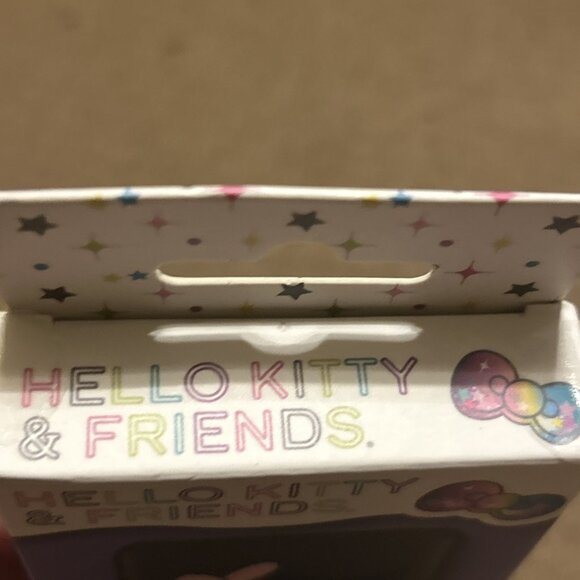 HELLO KITTY
& FRIENDS®
HELLO KITTY
& FRIENDS